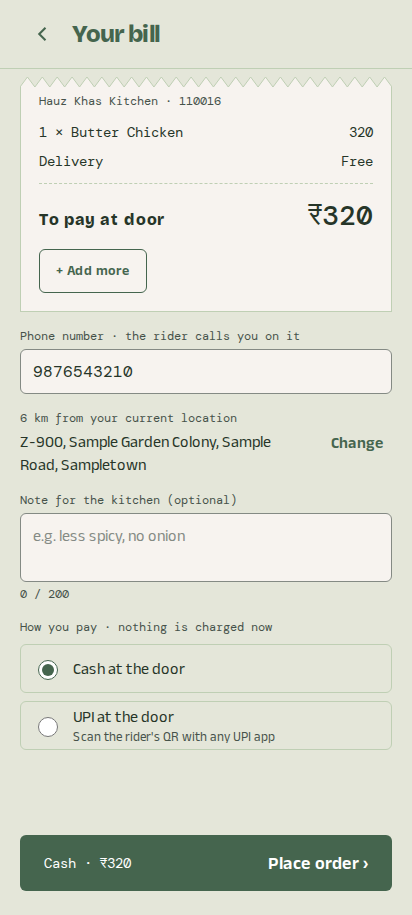 Your bill
Hauz Khas Kitchen · 110016
1 × Butter Chicken 320
Delivery Free
To pay at door ₹320
+ Add more
Phone number · the rider calls you on it
9876543210
6 km from your current location
Z-900, Sample Garden Colony, Sample
Road, Sampletown
Change
Note for the kitchen (optional)
e.g. less spicy, no onion
0 / 200
How you pay · nothing is charged now
Cash at the door
UPI at the door
Scan the rider's QR with any UPI app
Cash · ₹320 Place order ›